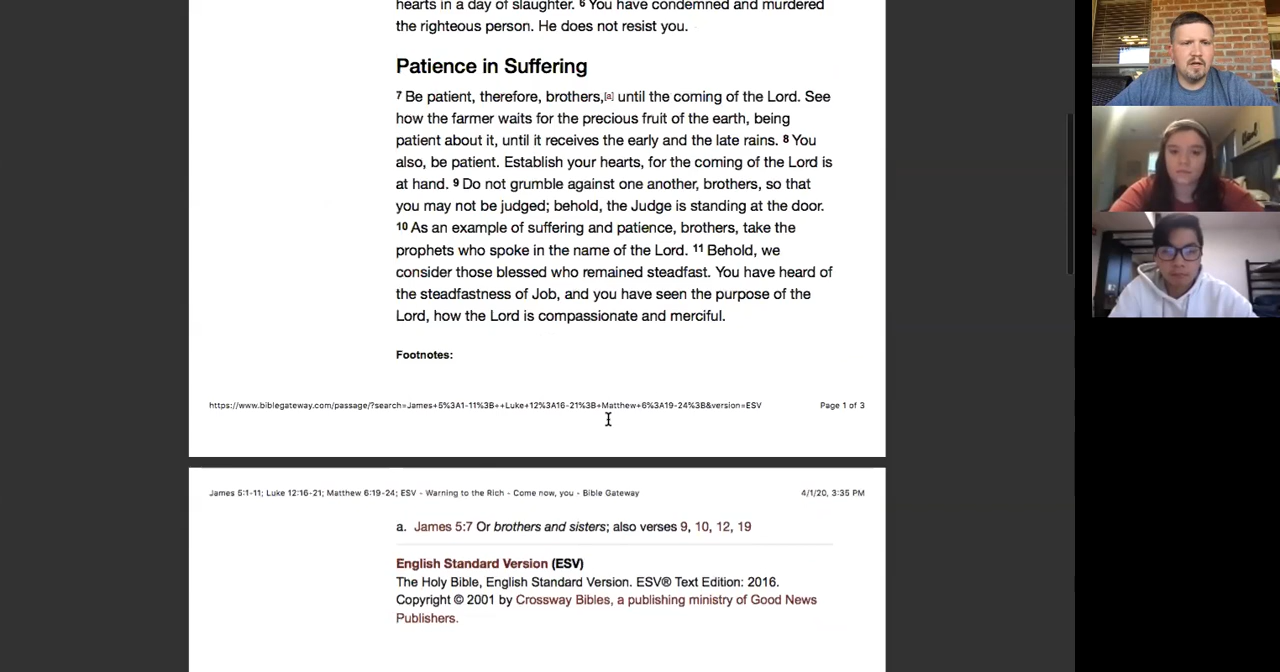 hearts in a day of slaughter. 6 You have condemned and murdered
the righteous person. He does not resist you.
Patience in Suffering
7 Be patient, therefore, brothers,[a] until the coming of the Lord. See
how the farmer waits for the precious fruit of the earth, being
patient about it, until it receives the early and the late rains. 8 You
also, be patient. Establish your hearts, for the coming of the Lord is
at hand. 9 Do not grumble against one another, brothers, so that
you may not be judged; behold, the Judge is standing at the door.
10 As an example of suffering and patience, brothers, take the
prophets who spoke in the name of the Lord. 11 Behold, we
consider those blessed who remained steadfast. You have heard of
the steadfastness of Job, and you have seen the purpose of the
Lord, how the Lord is compassionate and merciful.
Footnotes:
https://www.biblegateway.com/passage/?search=James+5%3A1-11%3B++Luke+12%3A16-21%3B+Matthew+6%3A19-24%3B&version=ESV Page 1 of 3
James 5:1-11; Luke 12:16-21; Matthew 6:19-24; ESV - Warning to the Rich - Come now, you - Bible Gateway 4/1/20, 3:35 PM
a. James 5:7 Or brothers and sisters; also verses 9, 10, 12, 19
English Standard Version (ESV)
The Holy Bible, English Standard Version. ESV® Text Edition: 2016.
Copyright © 2001 by Crossway Bibles, a publishing ministry of Good News
Publishers.